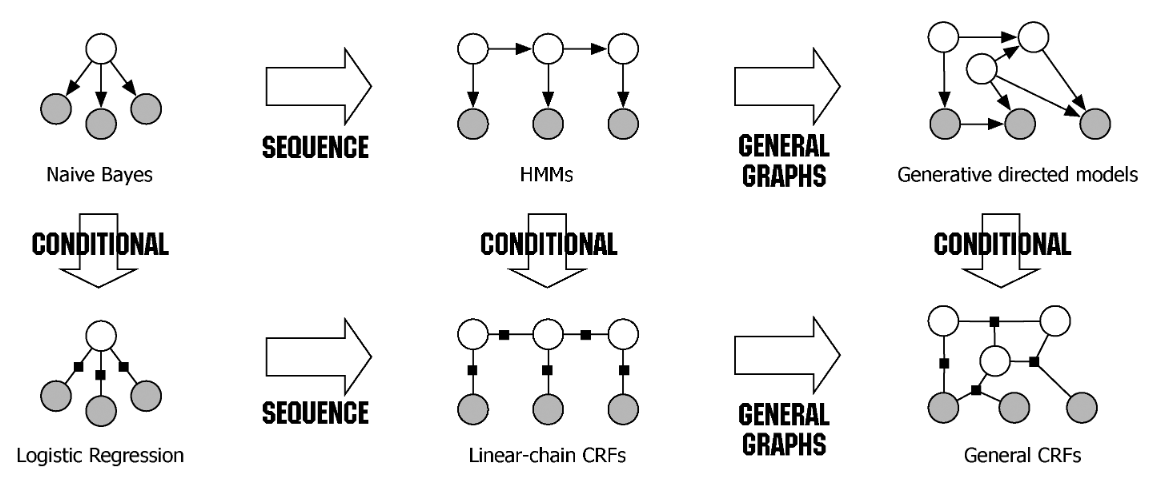 SEQUENCE
GENERAL
GRAPHS
Naive Bayes
HMMs
Generative directed models
CONDITIONAL
CONDITIONAL
CONDITIONAL
SEQUENCE
GENERAL
GRAPHS
Logistic Regression
Linear-chain CRFs
General CRFs